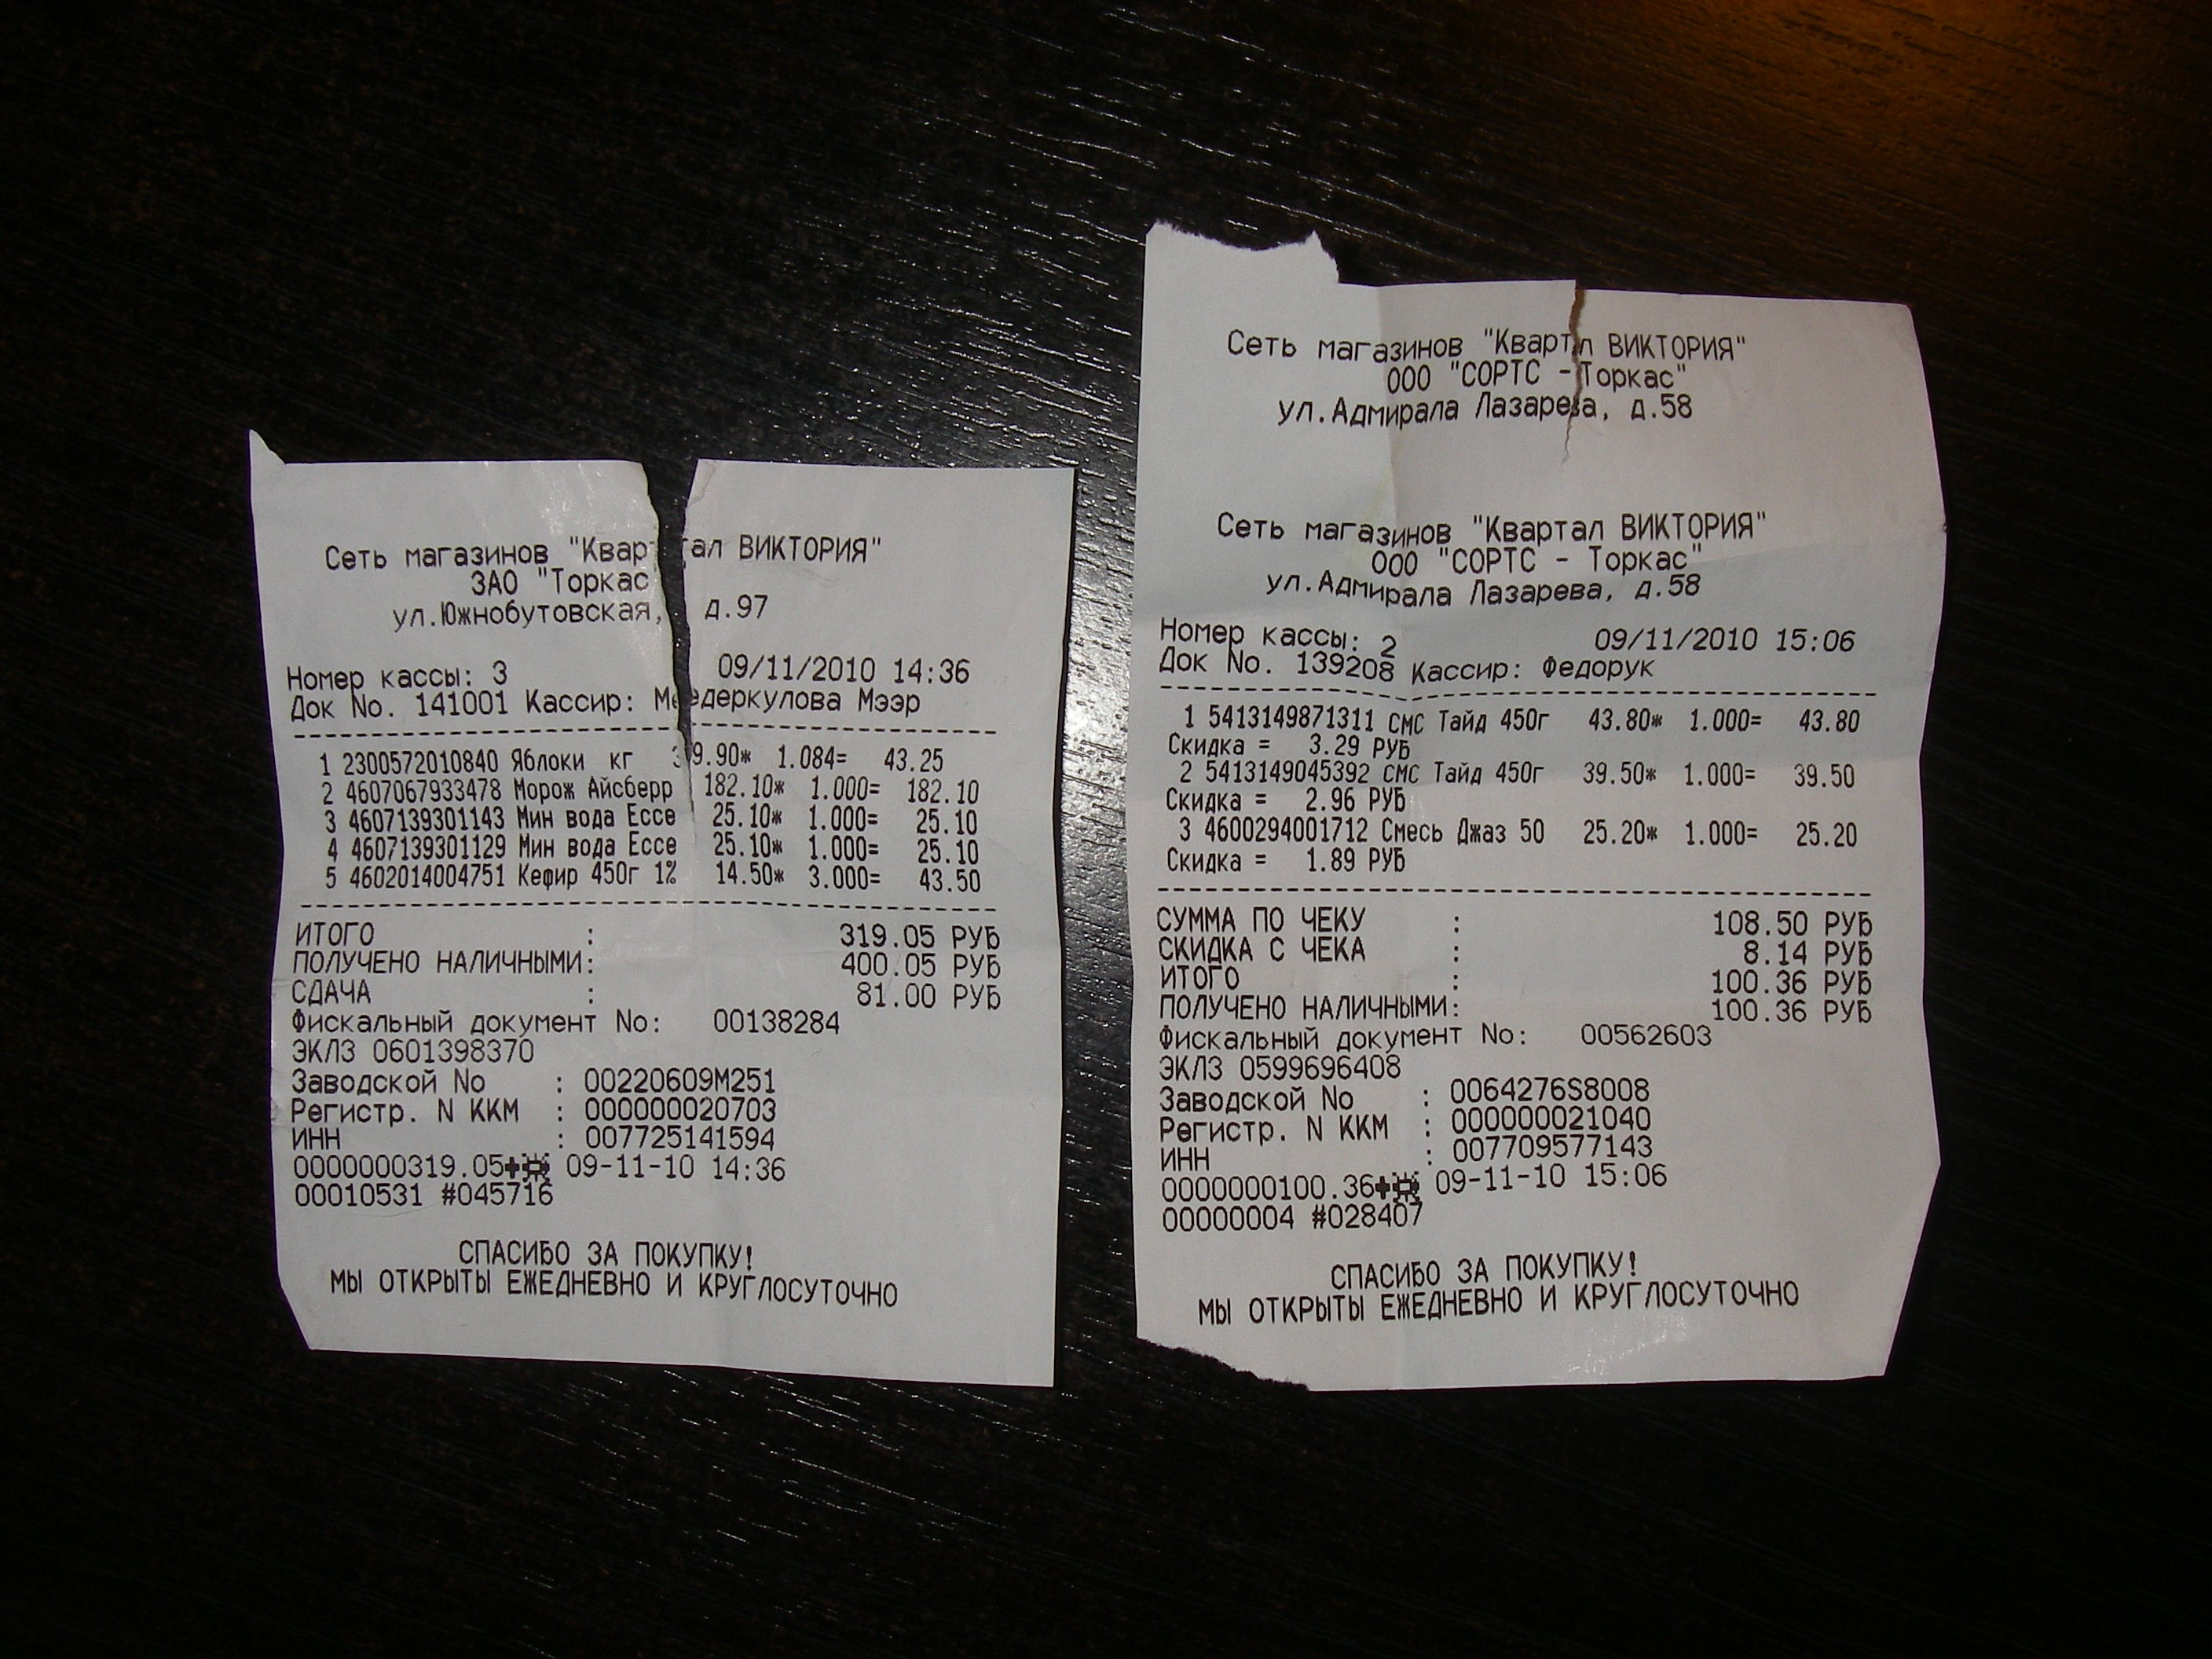 Сеть магазинов "Квартал ВИКТОРИЯ"
ЗАО "Торкас
ул.Южнобутовская, д.97
Номер кассы: 3 09/11/2010 14:36
Док No. 141001 Кассир: Мэр
1 2300572010840 Яблоки кг 39.90* 1.084= 43.25
2 4607067933478 Морож Айсберр 182.10* 1.000= 182.10
3 4607139301143 Мин вода Ессе 25.10* 1.000= 25.10
4 4607139301129 Мин вода Ессе 25.10* 1.000= 25.10
5 4602014004751 Кефир 450г 1% 14.50* 3.000= 43.50
ИТОГО : 319.05 РУБ
ПОЛУЧЕНО НАЛИЧНЫМИ: 400.05 РУБ
СДАЧА : 81.00 РУБ
Фискальный документ No: 00138284
ЭКЛЗ 0601398370
Заводской No : 00220609М251
Регистр. N ККМ : 000000020703
ИНН : 007725141594
0000000319.05 09-11-10 14:36
00010531 #045716
СПАСИБО ЗА ПОКУПКУ!
МЫ ОТКРЫТЫ ЕЖЕДНЕВНО И КРУГЛОСУТОЧНО
Сеть магазинов "Квартал ВИКТОРИЯ"
ООО "СОРТС - Торкас"
ул.Адмирала Лазарева, д.58
Сеть магазинов "Квартал ВИКТОРИЯ"
ООО "СОРТС - Торкас"
ул.Адмирала Лазарева, д.58
Номер кассы: 2 09/11/2010 15:06
Док No. 139208 Кассир: Федорук
1 5413149871311 СМС Тайд 450г 43.80* 1.000= 43.80
Скидка = 3.29 РУБ
2 5413149045392 СМС Тайд 450г 39.50* 1.000= 39.50
Скидка = 2.96 РУБ
3 4600294001712 Смесь Джаз 50 25.20* 1.000= 25.20
Скидка = 1.89 РУБ
СУММА ПО ЧЕКУ : 108.50 РУБ
СКИДКА С ЧЕКА : 8.14 РУБ
ИТОГО : 100.36 РУБ
ПОЛУЧЕНО НАЛИЧНЫМИ: 100.36 РУБ
Фискальный документ No: 00562603
ЭКЛЗ 0599696408
Заводской No : 0064276S8008
Регистр. N ККМ : 000000021040
ИНН : 007709577143
0000000100.36 09-11-10 15:06
00000004 #028407
СПАСИБО ЗА ПОКУПКУ!
МЫ ОТКРЫТЫ ЕЖЕДНЕВНО И КРУГЛОСУТОЧНО